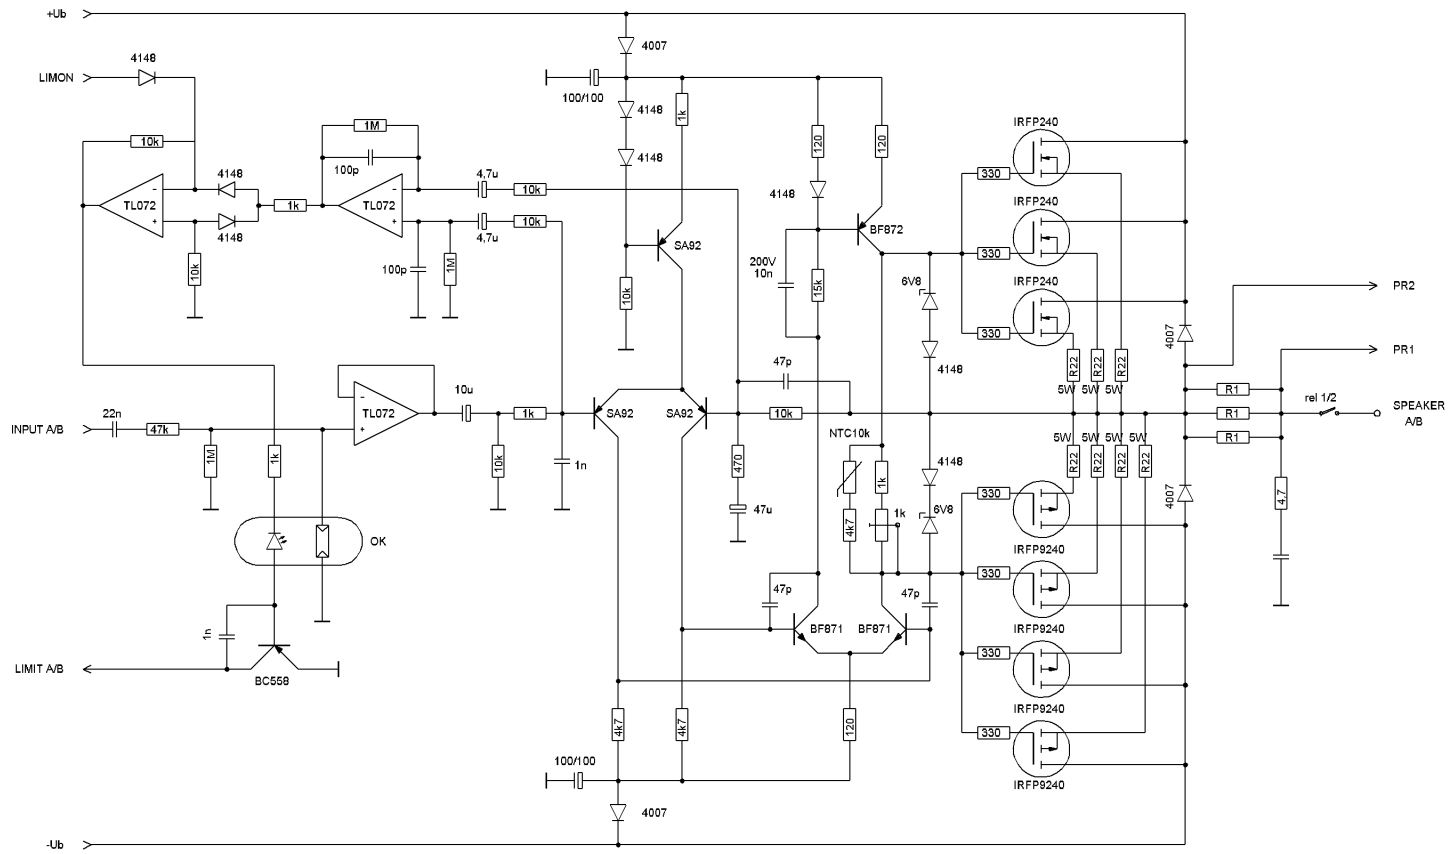 +Ub
4007
4148
LIMON
100/100
4148
1k
IRFP240
10k
1M
120
120
4148
100p
330
4148
4,7u
4148
TL072
TL072
1k
10k
IRFP240
4148
4,7u
10k
BF872
SA92
330
10k
100p
1M
200V
10n
6V8
IRFP240
10k
15k
PR2
330
4007
4148
PR1
47p
R22
R22
R22
5W
5W
5W
10u
R1
22n
TL072
1k
SA92
SA92
10k
R1
rel 1/2
SPEAKER
A/B
INPUT A/B
47k
NTC10k
5W
5W
5W
5W
R1
1M
1k
10k
1n
470
4148
R22
R22
R22
R22
1k
330
4007
4,7
47u
1k
6V8
4k7
OK
IRFP9240
330
47p
47p
1n
BF871
BF871
IRFP9240
LIMIT A/B
BC558
330
IRFP9240
4k7
4k7
120
330
100/100
IRFP9240
4007
-Ub